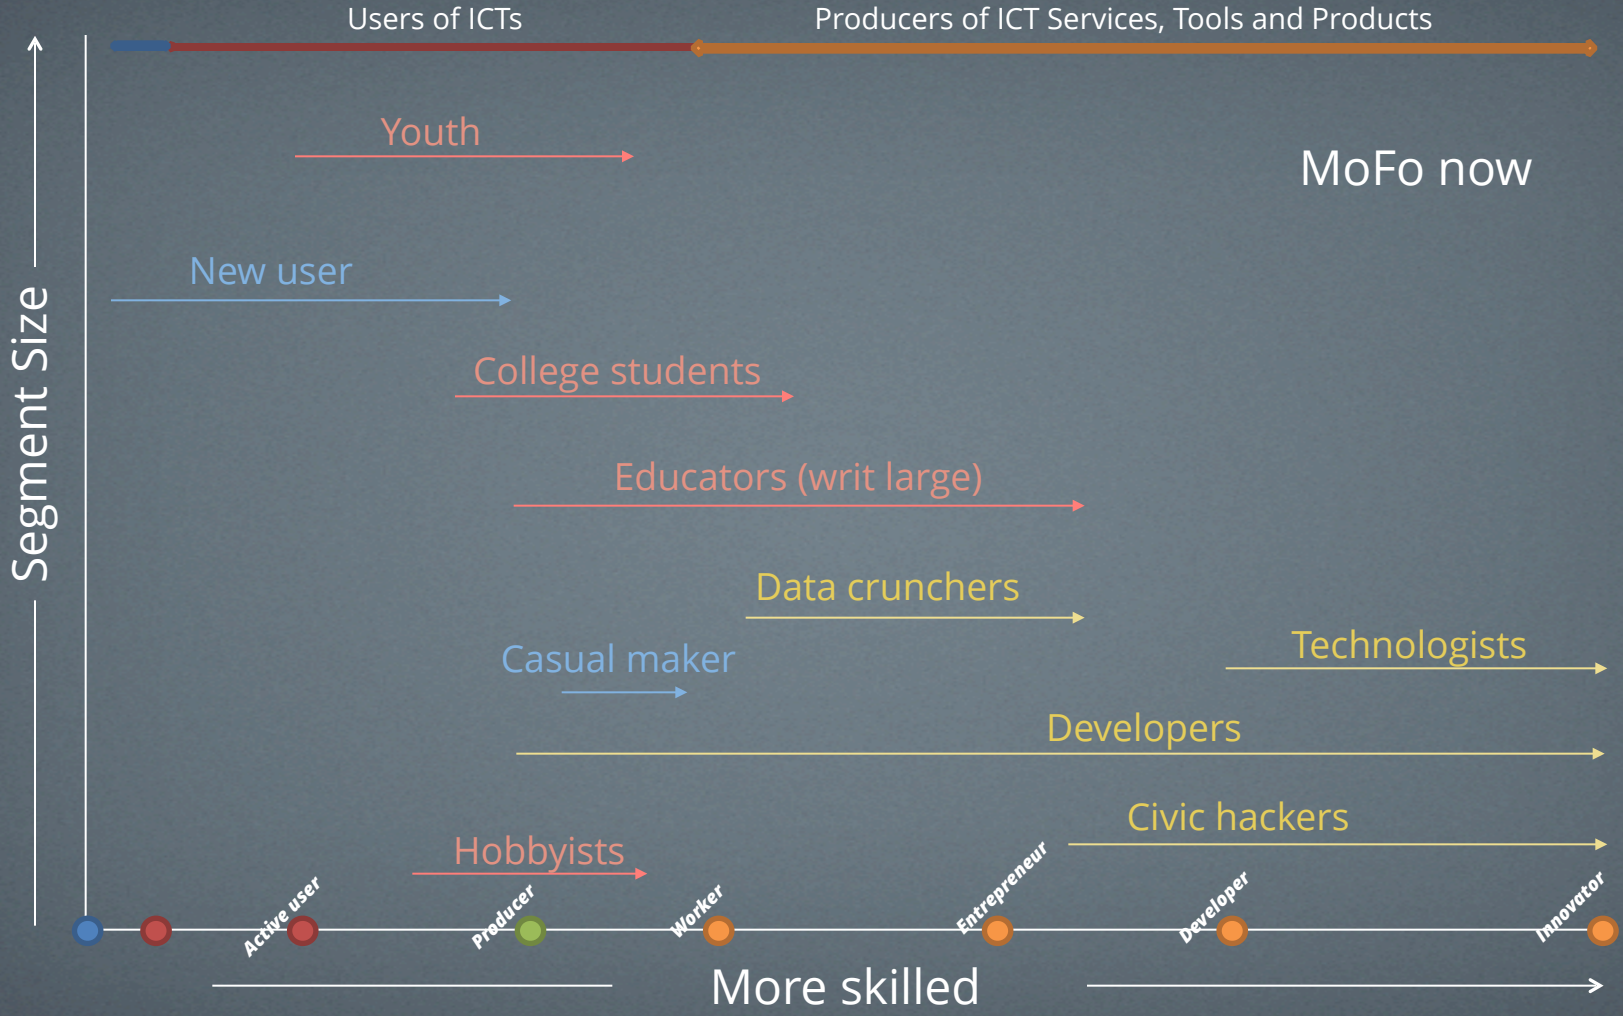 Users of ICTs
Producers of ICT Services, Tools and Products
Youth
MoFo now
New user
Segment Size
College students
Educators (writ large)
Data crunchers
Technologists
Casual maker
Developers
Civic hackers
Hobbyists
Active user
Producer
Worker
Entrepreneur
Developer
Innovator
More skilled